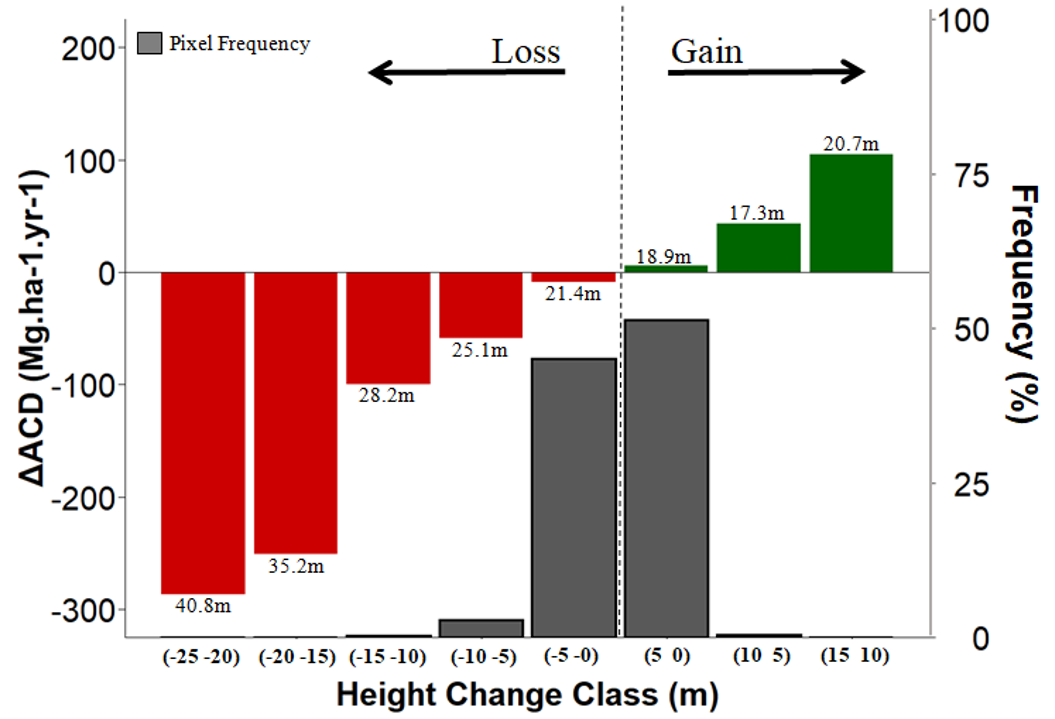 Pixel Frequency
Loss
Gain
200
100
0
-100
-200
-300
ΔACD (Mg.ha-1.yr-1)
100
75
50
25
0
Frequency (%)
40.8m
35.2m
28.2m
25.1m
21.4m
18.9m
17.3m
20.7m
(-25 -20) (-20 -15) (-15 -10) (-10 -5) (-5 -0) (5 0) (10 5) (15 10)
Height Change Class (m)